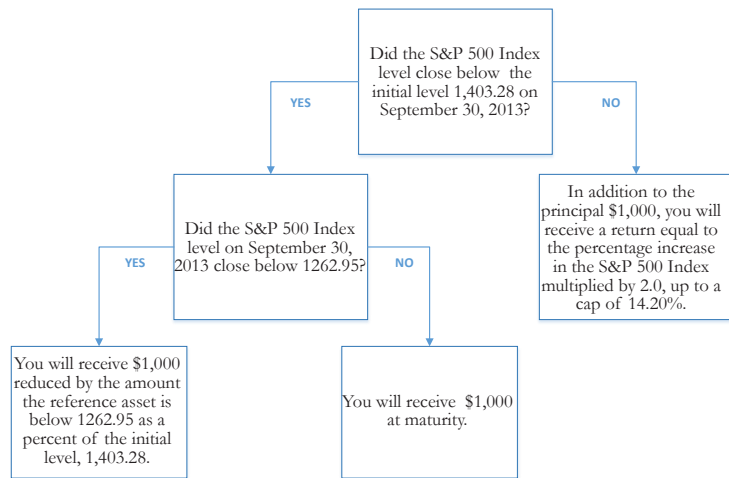 Did the S&P 500 Index
level close below the
initial level 1,403.28 on
September 30, 2013?
YES
NO
Did the S&P 500 Index
level on September 30,
2013 close below 1262.95?
In addition to the
principal $1,000, you will
receive a return equal to
the percentage increase
in the S&P 500 Index
multiplied by 2.0, up to a
cap of 14.20%.
YES
NO
You will receive $1,000
reduced by the amount
the reference asset is
below 1262.95 as a
percent of the initial
level, 1,403.28.
You will receive $1,000
at maturity.